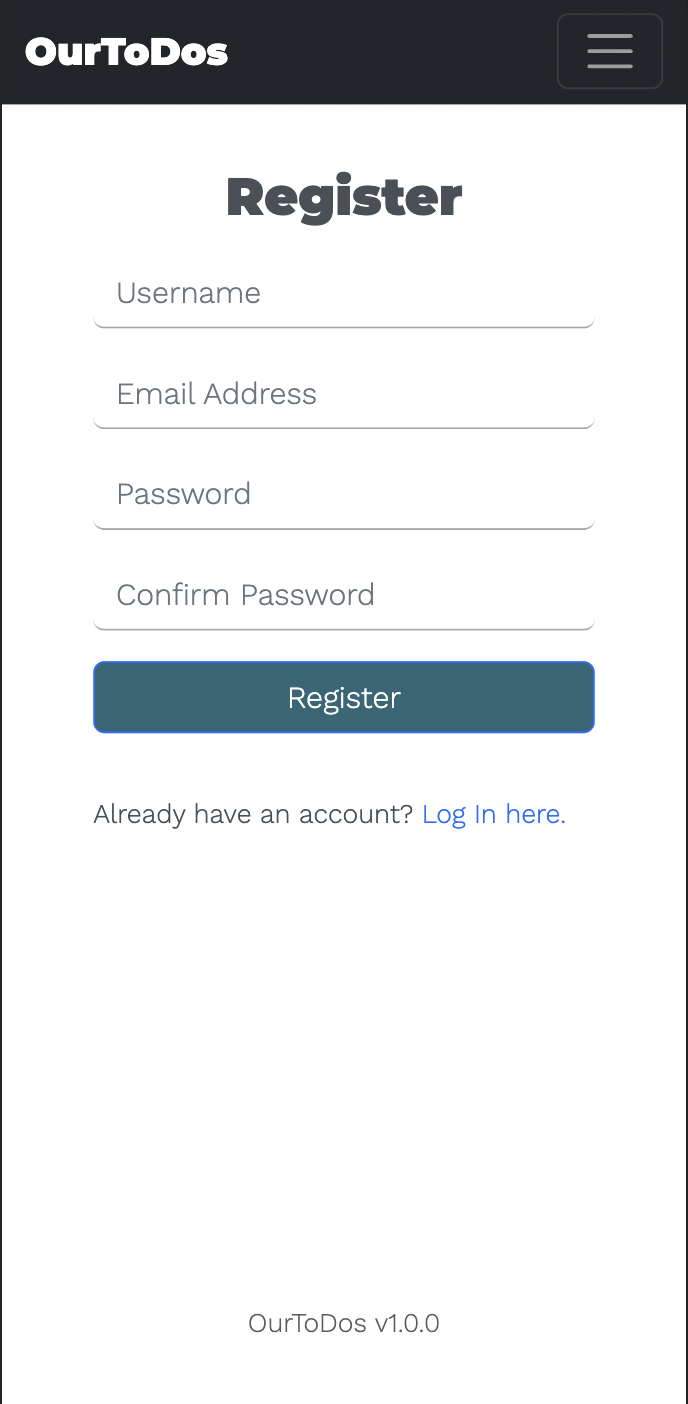 OurToDos
Register
Username
Email Address
Password
Confirm Password
Register
Already have an account? Log In here.
OurToDos v1.0.0